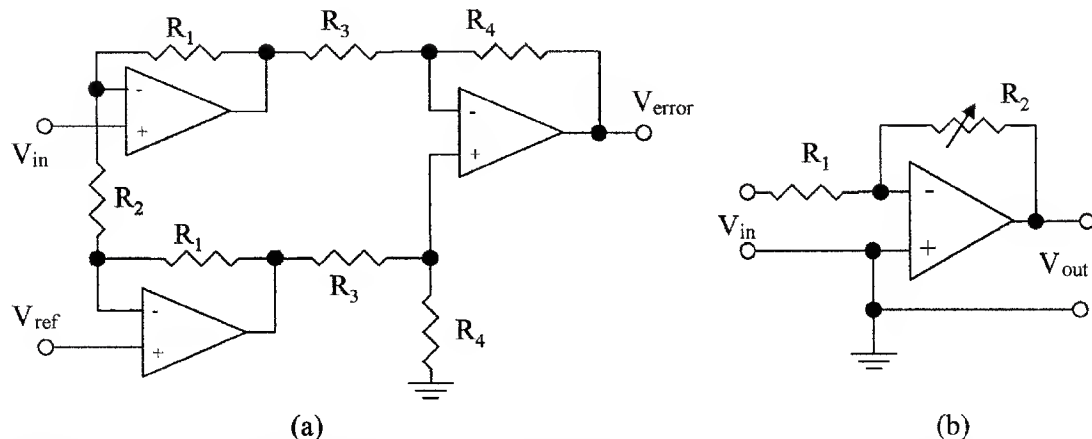 R1
R3
R4
-
+
Vin
R2
-
+
Verror
R1
R3
-
+
Vref
R4
(a)
R2
R1
-
+
Vin
Vout
(b)